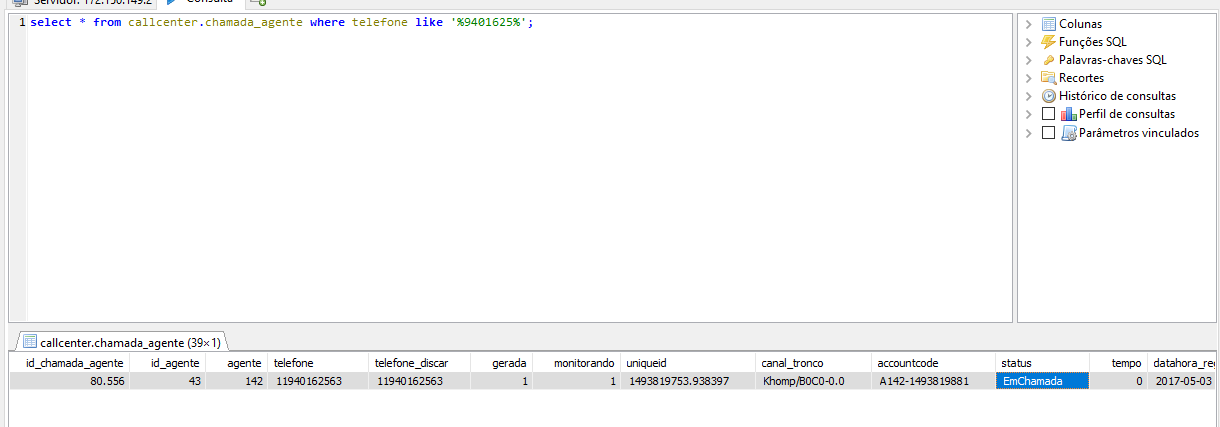 Servidor: 172.150.149.2 Consulta
1 select * from callcenter.chamada_agente where telefone like '%9401625%';
Colunas
Funções SQL
Palavras-chaves SQL
Recortes
Histórico de consultas
Perfil de consultas
Parâmetros vinculados
callcenter.chamada_agente (39×1)
id_chamada_agente id_agente agente telefone telefone_discar gerada monitorando uniqueid canal_tronco accountcode status tempo datahora_reg
80.556 43 142 11940162563 11940162563 1 1 1493819753.938397 Khomp/B0C0-0.0 A142-1493819881 EmChamada 0 2017-05-03